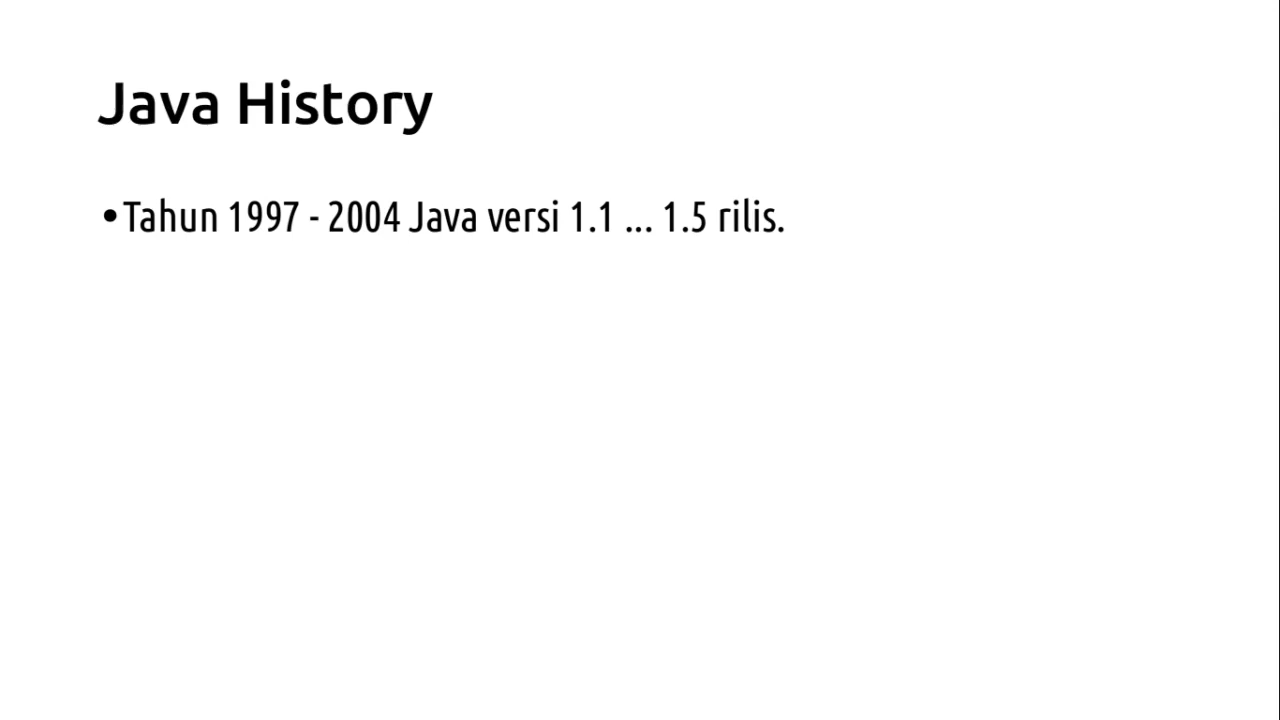 Java History
•Tahun 1997 - 2004 Java versi 1.1 ... 1.5 rilis.